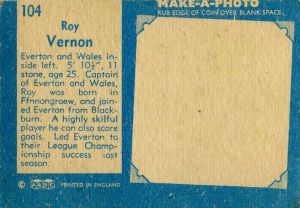 104
Roy
Vernon
Everton and Wales in-
side left. 5' 10½", 11
stone, age 25. Captain
of Everton and Wales,
Roy was born in
Ffnnongroew, and join-
ed Everton from Black-
burn. A highly skilful
player he can also score
goals. Led Everton to
their League Cham-
pionship success last
season.
© A&BC PRINTED IN ENGLAND
MAKE-A-PHOTO
RUB EDGE OF COIN OVER BLANK SPACE.